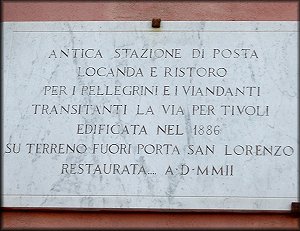 ANTICA STAZIONE DI POSTA
LOCANDA E RISTORO
PER I PELLEGRINI E I VIANDANTI
TRANSITANTI LA VIA PER TIVOLI
EDIFICATA NEL 1886
SU TERRENO FUORI PORTA SAN LORENZO
RESTAURATA.... A·D·MMII